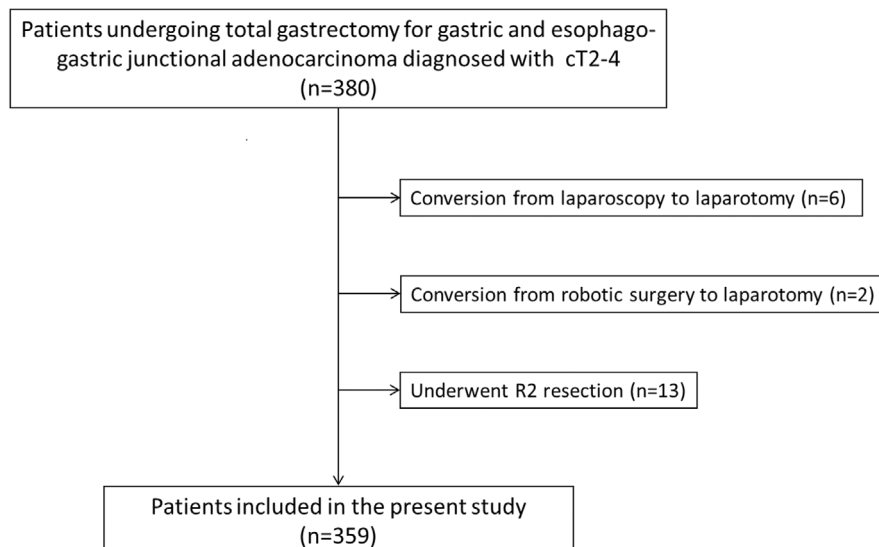 Patients undergoing total gastrectomy for gastric and esophago-
gastric junctional adenocarcinoma diagnosed with cT2-4
(n=380)
Conversion from laparoscopy to laparotomy (n=6)
Conversion from robotic surgery to laparotomy (n=2)
Underwent R2 resection (n=13)
Patients included in the present study
(n=359)